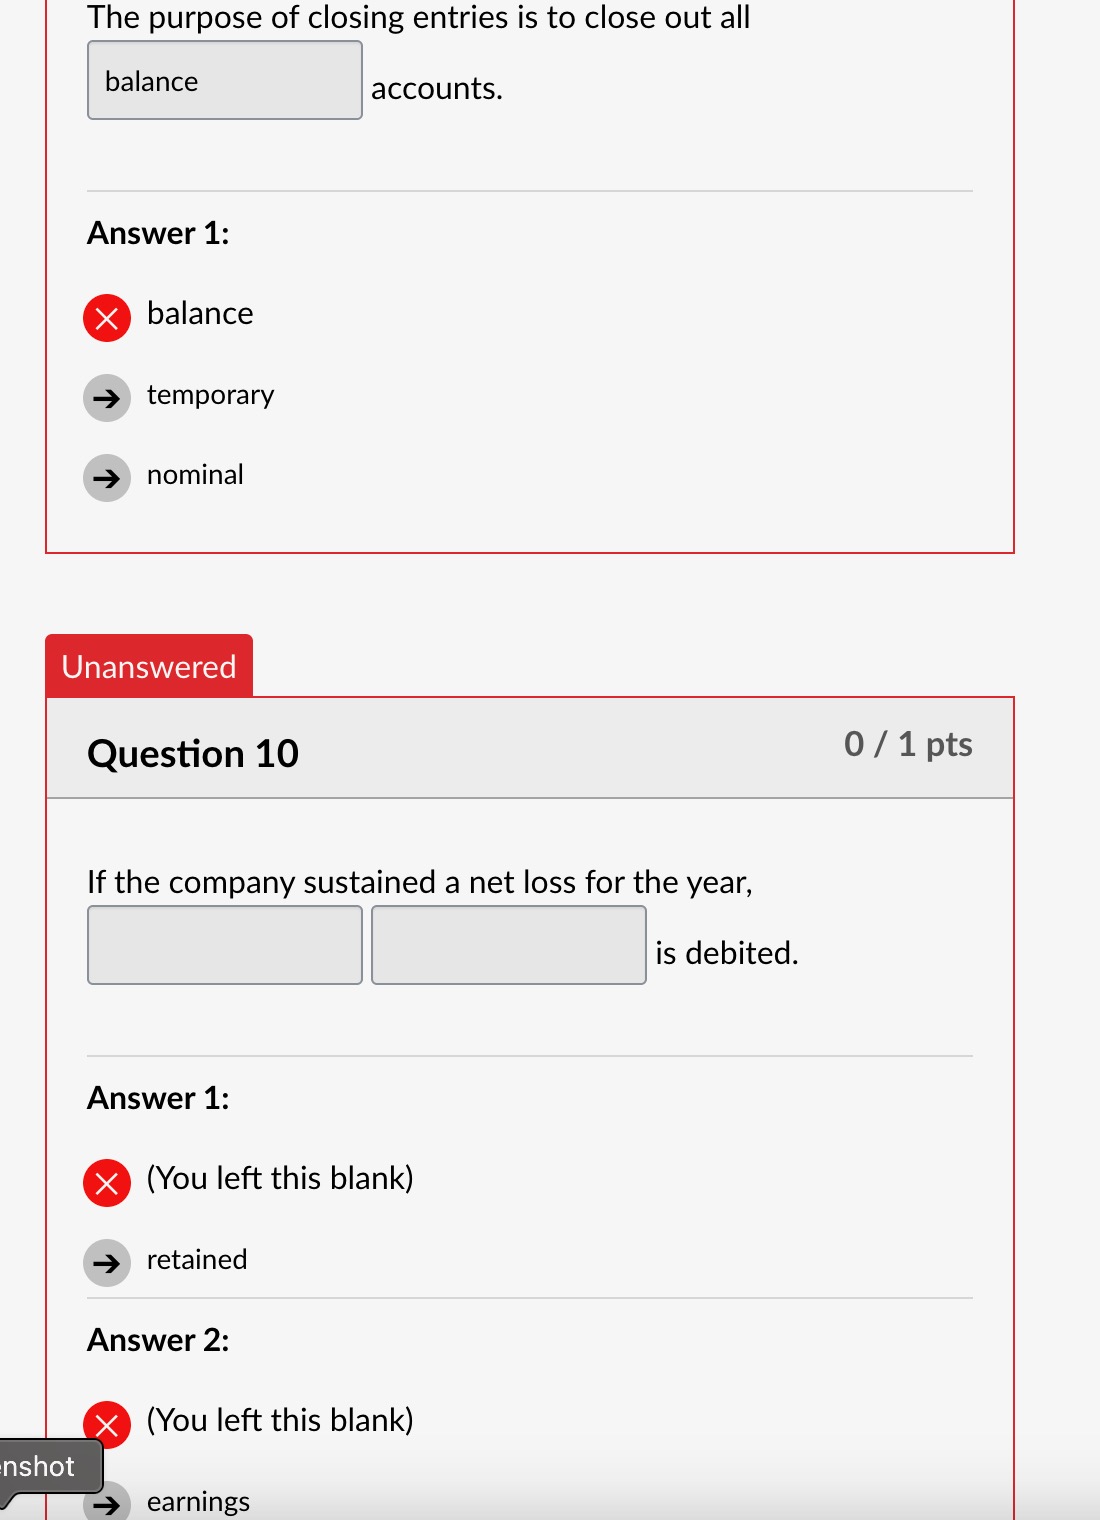 The purpose of closing entries is to close out all
balance accounts.
Answer 1:
balance
temporary
nominal
Unanswered
Question 10 0 / 1 pts
If the company sustained a net loss for the year,
is debited.
Answer 1:
(You left this blank)
retained
Answer 2:
(You left this blank)
enshot
earnings